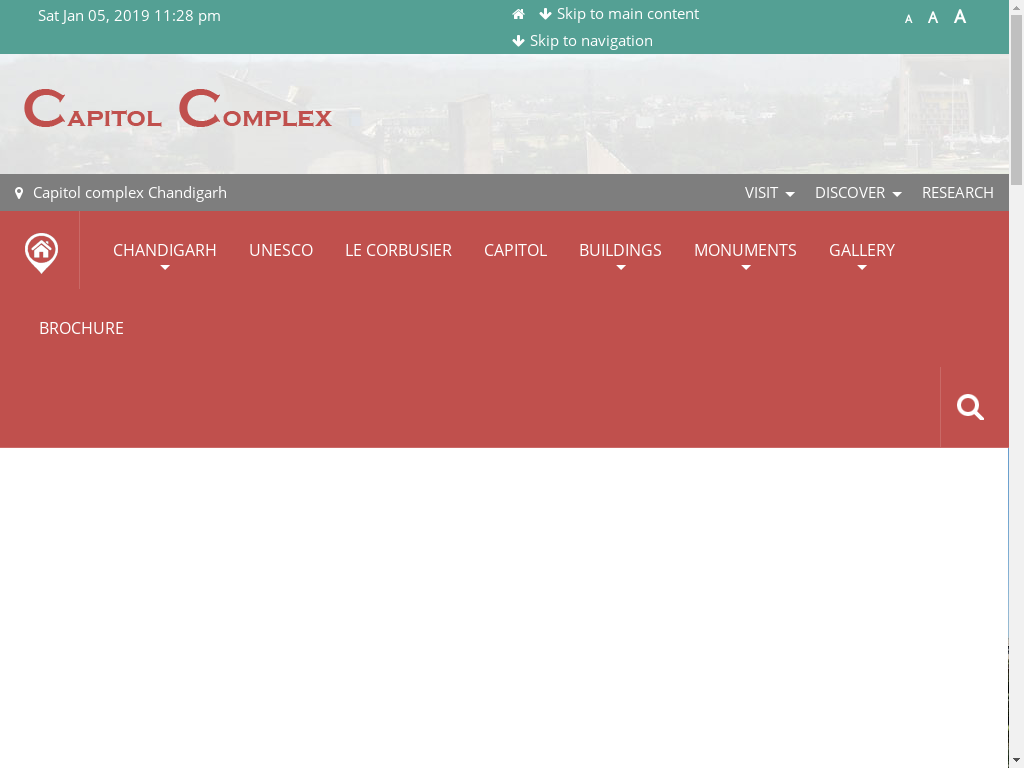 Sat Jan 05, 2019 11:28 pm
Skip to main content
A A A
Skip to navigation
Capitol Complex
Capitol complex Chandigarh
VISIT DISCOVER RESEARCH
CHANDIGARH UNESCO LE CORBUSIER CAPITOL BUILDINGS MONUMENTS GALLERY
BROCHURE